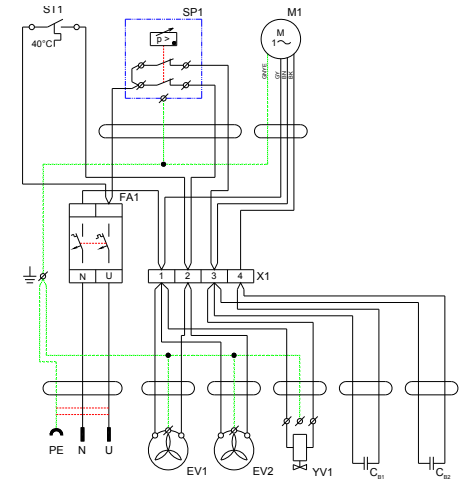 ST1
SP1
M1
40°C
p >
M
1~
GNYE
GY
BN
BK
FA1
N U
1 2 3 4 X1
PE N U
EV1 EV2 YV1 CB1 CB2